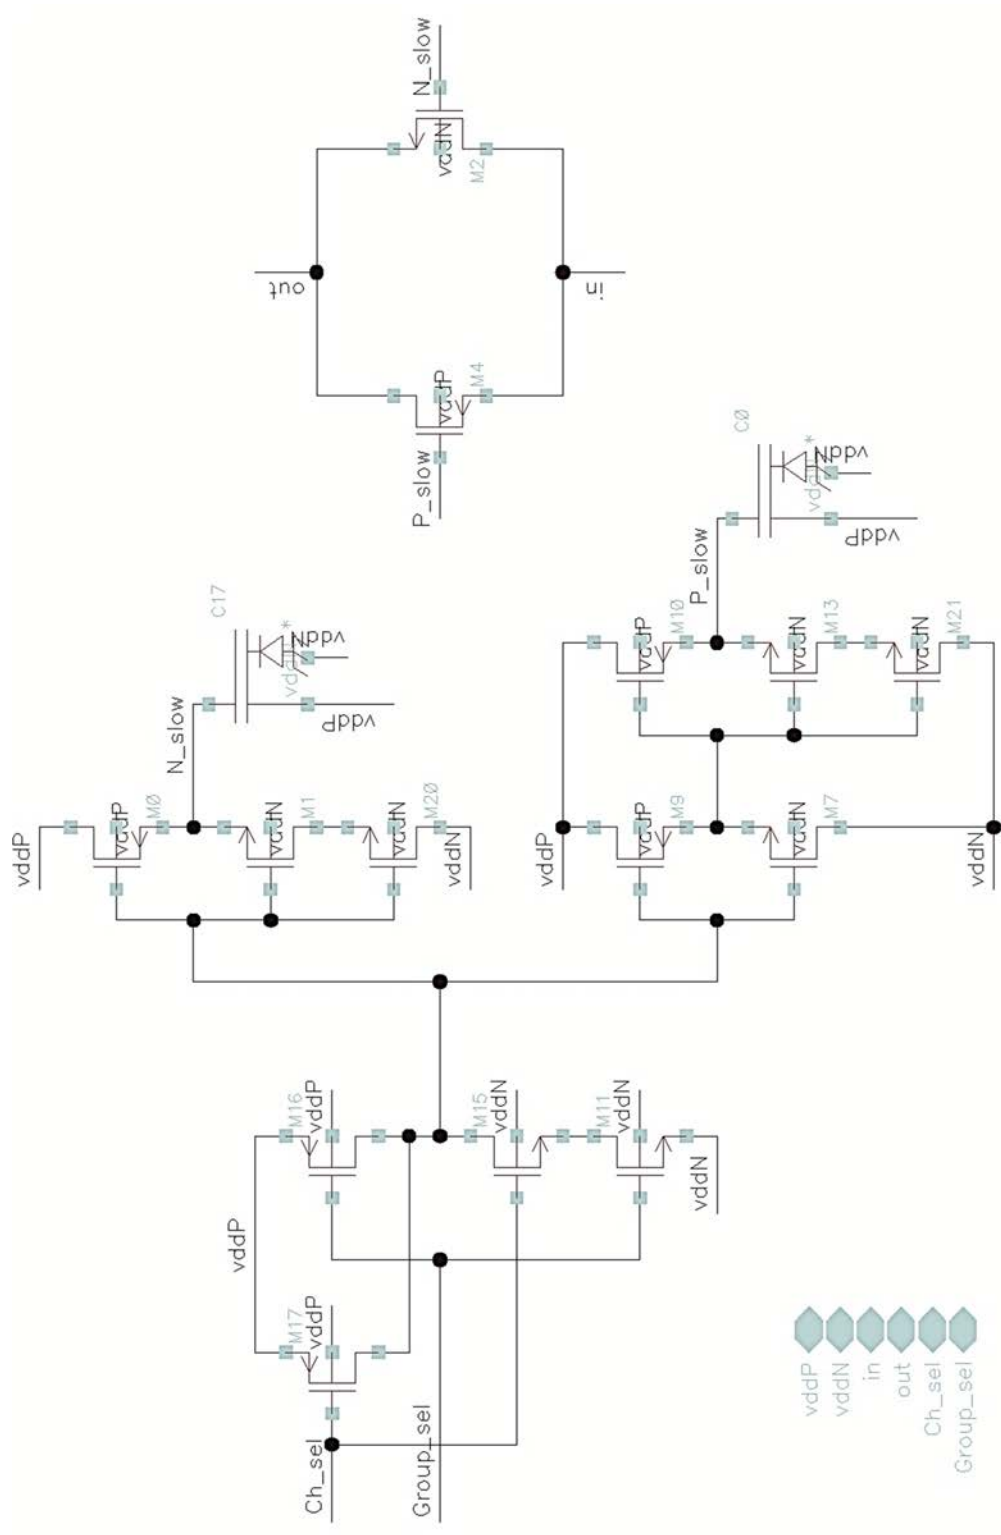 N_slow
vddN
M2
out
in
vddP
M4
P_slow
C0
vddN
vddP
P_slow
C17
vddN
vddP
N_slow
vddP
M10
vddN
M13
vddN
M21
vddP
vddP
M0
vddN
M1
vddN
M20
vddN
vddP
vddP
M9
vddN
M7
vddN
M16
vddP
M15
vddN
M11
vddN
vddN
vddP
M17
vddP
Ch_sel
Group_sel
vddP
vddN
in
out
Ch_sel
Group_sel